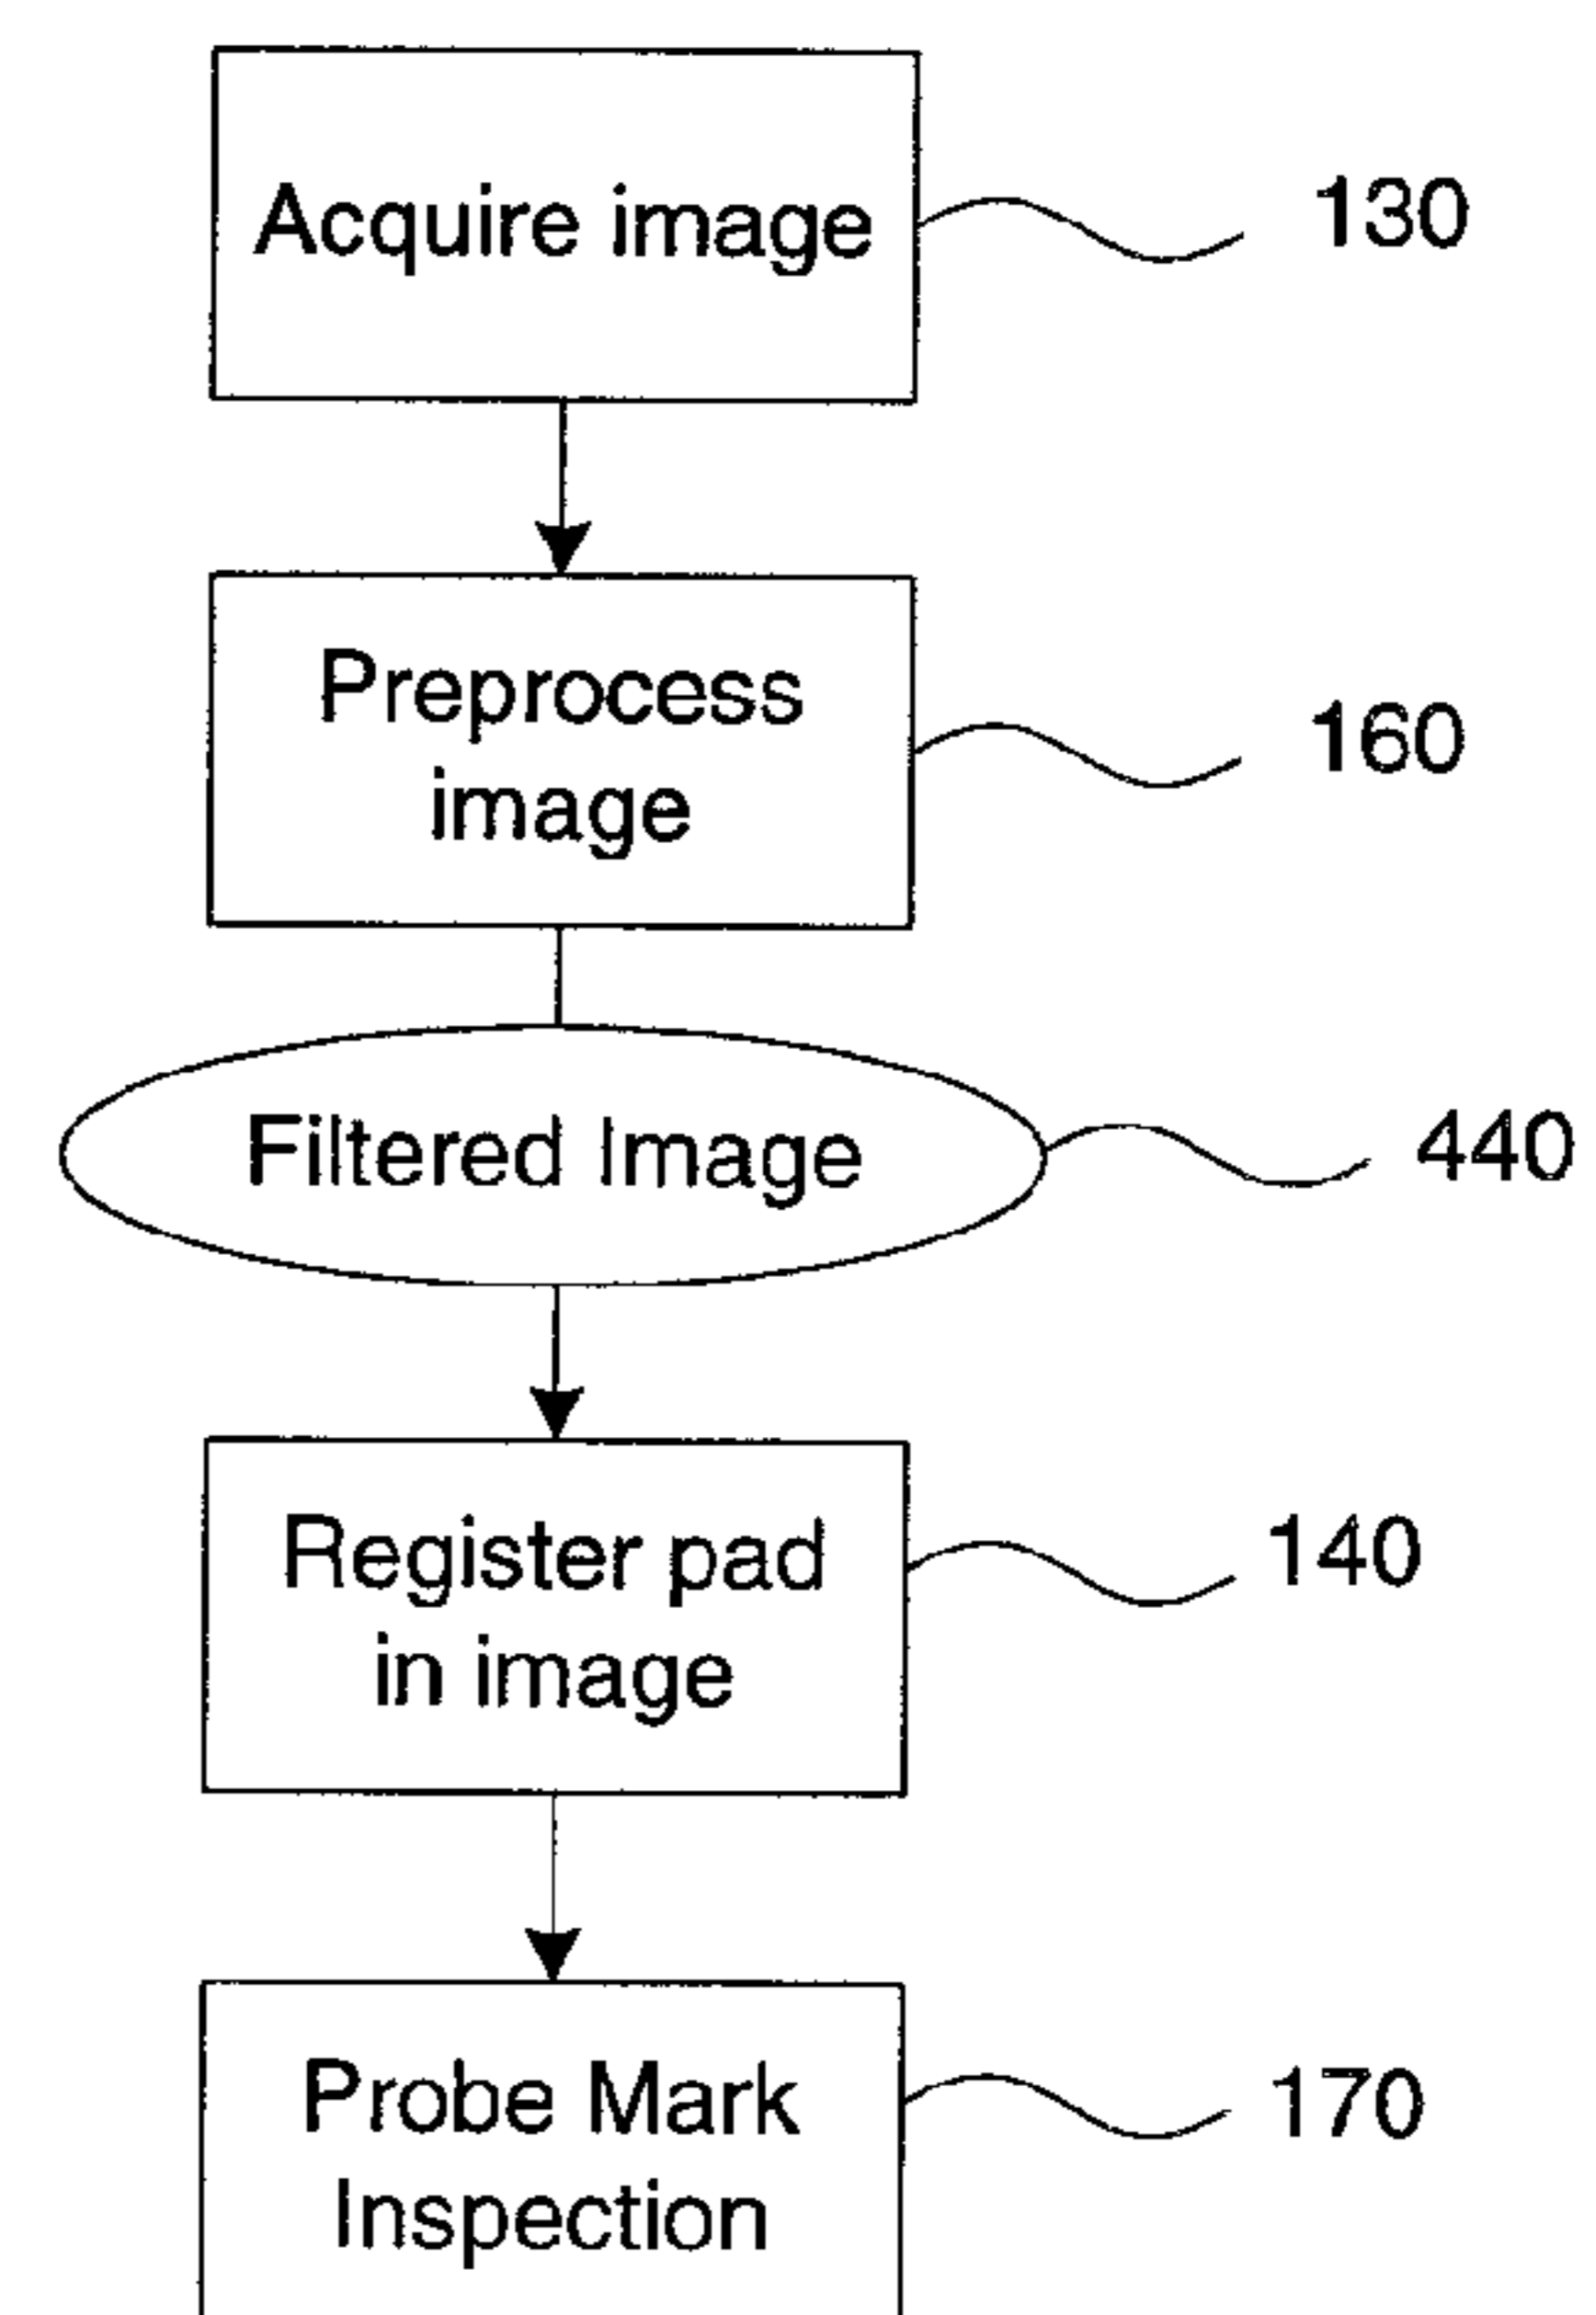 Acquire image
130
Preprocess
image
160
Filtered Image
440
Register pad
in image
140
Probe Mark
Inspection
170